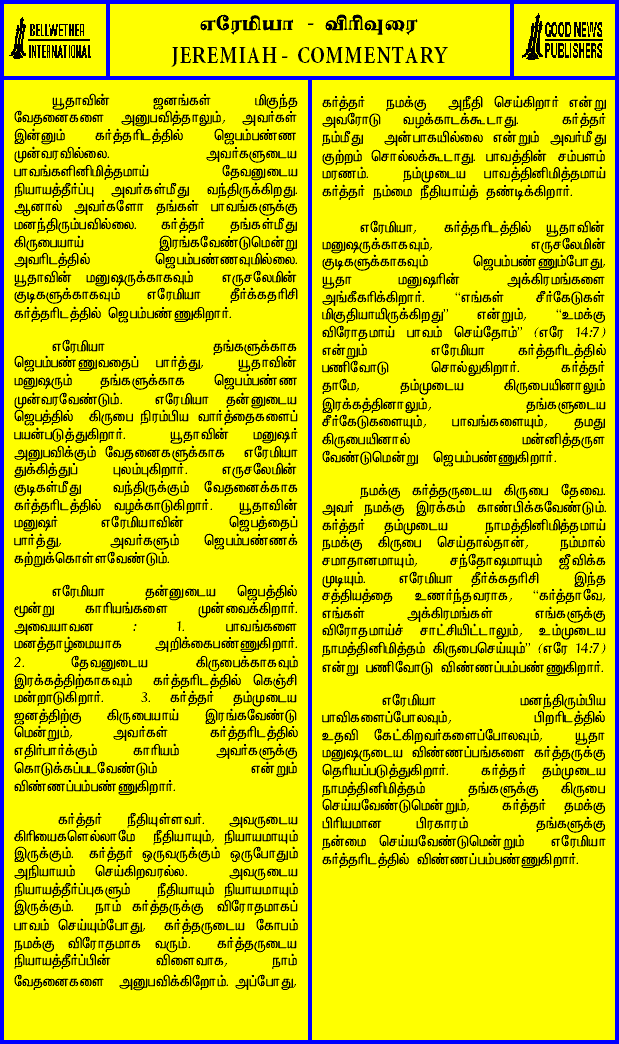 BELLWETHER
INTERNATIONAL
எரேமியா - விரிவுரை
JEREMIAH - COMMENTARY
GOOD NEWS
PUBLISHERS
யூதாவின் ஜனங்கள் மிகுந்த
வேதனைகளை அனுபவித்தாலும், அவர்கள்
இன்னும் கர்த்தரிடத்தில் ஜெபம்பண்ண
முன்வரவில்லை. அவர்களுடைய
பாவங்களினிமித்தமாய் தேவனுடைய
நியாயத்தீர்ப்பு அவர்கள்மீது வந்திருக்கிறது.
ஆனால் அவர்களோ தங்கள் பாவங்களுக்கு
மனந்திரும்பவில்லை. கர்த்தர் தங்கள்மீது
கிருபையாய் இரங்கவேண்டுமென்று
அவரிடத்தில் ஜெபம்பண்ணவுமில்லை.
யூதாவின் மனுஷருக்காகவும் எருசலேமின்
குடிகளுக்காகவும் எரேமியா தீர்க்கதரிசி
கர்த்தரிடத்தில் ஜெபம்பண்ணுகிறார்.
எரேமியா தங்களுக்காக
ஜெபம்பண்ணுவதைப் பார்த்து, யூதாவின்
மனுஷரும் தங்களுக்காக ஜெபம்பண்ண
முன்வரவேண்டும். எரேமியா தன்னுடைய
ஜெபத்தில் கிருபை நிரம்பிய வார்த்தைகளைப்
பயன்படுத்துகிறார். யூதாவின் மனுஷர்
அனுபவிக்கும் வேதனைகளுக்காக எரேமியா
துக்கித்துப் புலம்புகிறார். எருசலேமின்
குடிகள்மீது வந்திருக்கும் வேதனைக்காக
கர்த்தரிடத்தில் வழக்காடுகிறார். யூதாவின்
மனுஷர் எரேமியாவின் ஜெபத்தைப்
பார்த்து, அவர்களும் ஜெபம்பண்ணக்
கற்றுக்கொள்ளவேண்டும்.
எரேமியா தன்னுடைய ஜெபத்தில்
மூன்று காரியங்களை முன்வைக்கிறார்.
அவையாவன : 1. பாவங்களை
மனத்தாழ்மையாக அறிக்கைபண்ணுகிறார்.
2. தேவனுடைய கிருபைக்காகவும்
இரக்கத்திற்காகவும் கர்த்தரிடத்தில் கெஞ்சி
மன்றாடுகிறார். 3. கர்த்தர் தம்முடைய
ஜனத்திற்கு கிருபையாய் இரங்கவேண்டு
மென்றும், அவர்கள் கர்த்தரிடத்தில்
எதிர்பார்க்கும் காரியம் அவர்களுக்கு
கொடுக்கப்படவேண்டும் என்றும்
விண்ணப்பம்பண்ணுகிறார்.
கர்த்தர் நீதியுள்ளவர். அவருடைய
கிரியைகளெல்லாமே நீதியாயும், நியாயமாயும்
இருக்கும். கர்த்தர் ஒருவருக்கும் ஒருபோதும்
அநியாயம் செய்கிறவரல்ல. அவருடைய
நியாயத்தீர்ப்புகளும் நீதியாயும் நியாயமாயும்
இருக்கும். நாம் கர்த்தருக்கு விரோதமாகப்
பாவம் செய்யும்போது, கர்த்தருடைய கோபம்
நமக்கு விரோதமாக வரும். கர்த்தருடைய
நியாயத்தீர்ப்பின் விளைவாக, நாம்
வேதனைகளை அனுபவிக்கிறோம். அப்போது,
கர்த்தர் நமக்கு அநீதி செய்கிறார் என்று
அவரோடு வழக்காடக்கூடாது. கர்த்தர்
நம்மீது அன்பாகயில்லை என்றும் அவர்மீது
குற்றம் சொல்லக்கூடாது. பாவத்தின் சம்பளம்
மரணம். நம்முடைய பாவத்தினிமித்தமாய்
கர்த்தர் நம்மை நீதியாய்த் தண்டிக்கிறார்.
எரேமியா, கர்த்தரிடத்தில் யூதாவின்
மனுஷருக்காகவும், எருசலேமின்
குடிகளுக்காகவும் ஜெபம்பண்ணும்போது,
யூதா மனுஷரின் அக்கிரமங்களை
அங்கீகரிக்கிறார். “எங்கள் சீர்கேடுகள்
மிகுதியாயிருக்கிறது” என்றும், “உமக்கு
விரோதமாய் பாவம் செய்தோம்” (எரே 14:7)
என்றும் எரேமியா கர்த்தரிடத்தில்
பணிவோடு சொல்லுகிறார். கர்த்தர்
தாமே, தம்முடைய கிருபையினாலும்
இரக்கத்தினாலும், தங்களுடைய
சீர்கேடுகளையும், பாவங்களையும், தமது
கிருபையினால் மன்னித்தருள
வேண்டுமென்று ஜெபம்பண்ணுகிறார்.
நமக்கு கர்த்தருடைய கிருபை தேவை.
அவர் நமக்கு இரக்கம் காண்பிக்கவேண்டும்.
கர்த்தர் தம்முடைய நாமத்தினிமித்தமாய்
நமக்கு கிருபை செய்தால்தான், நம்மால்
சமாதானமாயும், சந்தோஷமாயும் ஜீவிக்க
முடியும். எரேமியா தீர்க்கதரிசி இந்த
சத்தியத்தை உணர்ந்தவராக, “கர்த்தாவே,
எங்கள் அக்கிரமங்கள் எங்களுக்கு
விரோதமாய்ச் சாட்சியிட்டாலும், உம்முடைய
நாமத்தினிமித்தம் கிருபைசெய்யும்” (எரே 14:7)
என்று பணிவோடு விண்ணப்பம்பண்ணுகிறார்.
எரேமியா மனந்திரும்பிய
பாவிகளைப்போலவும், பிறரிடத்தில்
உதவி கேட்கிறவர்களைப்போலவும், யூதா
மனுஷருடைய விண்ணப்பங்களை கர்த்தருக்கு
தெரியப்படுத்துகிறார். கர்த்தர் தம்முடைய
நாமத்தினிமித்தம் தங்களுக்கு கிருபை
செய்யவேண்டுமென்றும், கர்த்தர் தமக்கு
பிரியமான பிரகாரம் தங்களுக்கு
நன்மை செய்யவேண்டுமென்றும் எரேமியா
கர்த்தரிடத்தில் விண்ணப்பம்பண்ணுகிறார்.